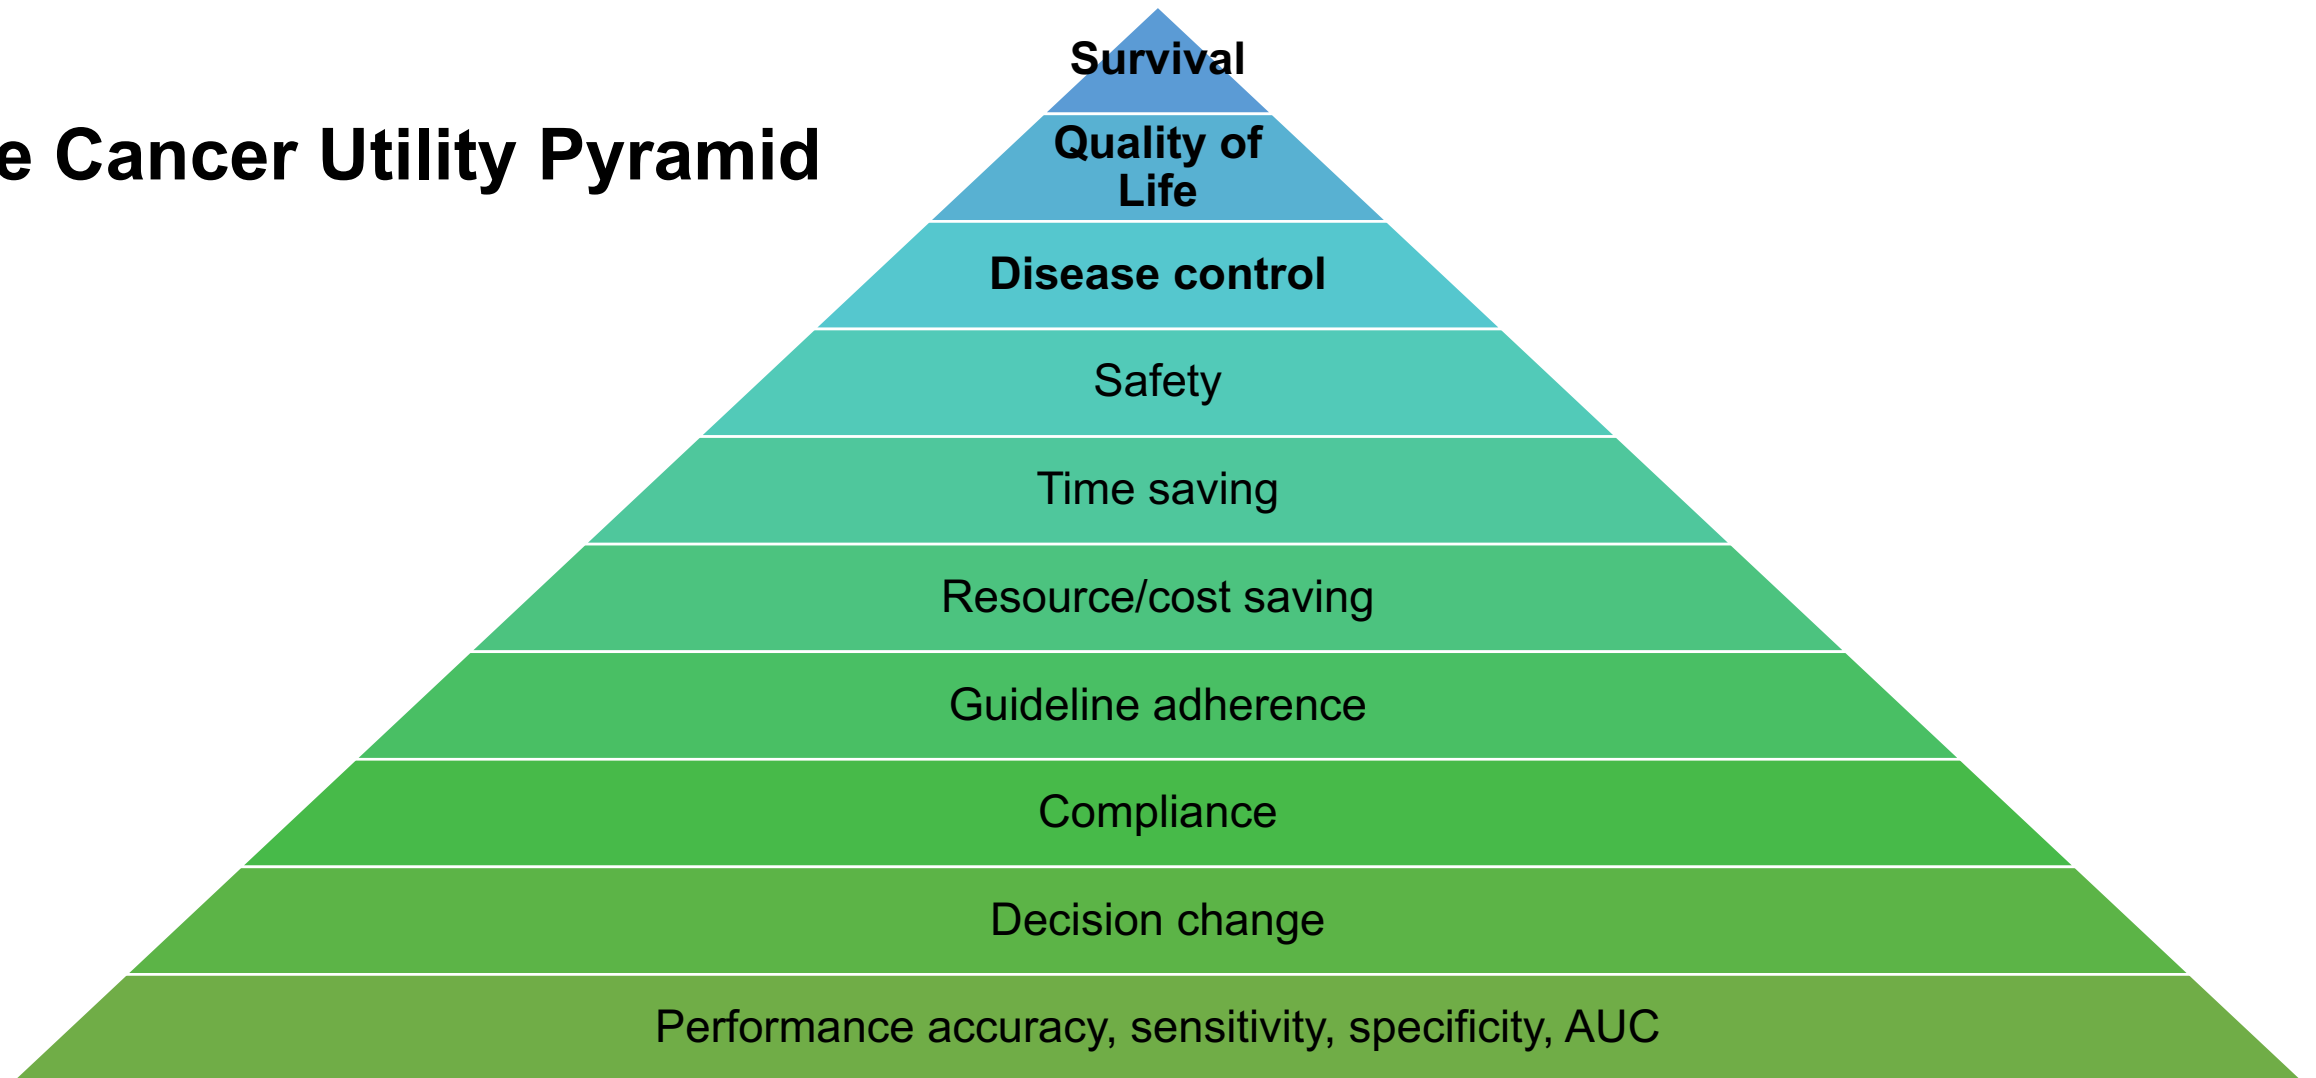 Survival
e Cancer Utility Pyramid
Quality of
Life
Disease control
Safety
Time saving
Resource/cost saving
Guideline adherence
Compliance
Decision change
Performance accuracy, sensitivity, specificity, AUC